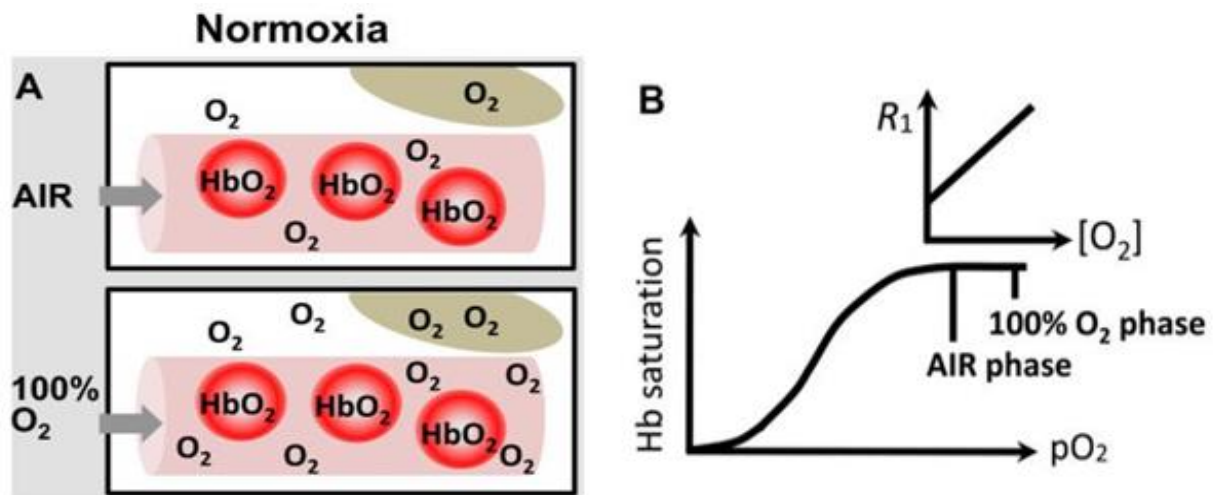 Normoxia
A
O₂
O₂
AIR
HbO₂
HbO₂
O₂
HbO₂
O₂
100%
O₂
O₂
O₂
O₂
O₂
HbO₂
HbO₂
O₂
O₂
HbO₂
O₂
O₂
O₂
B
R₁
[O₂]
Hb saturation
100% O₂ phase
AIR phase
pO₂